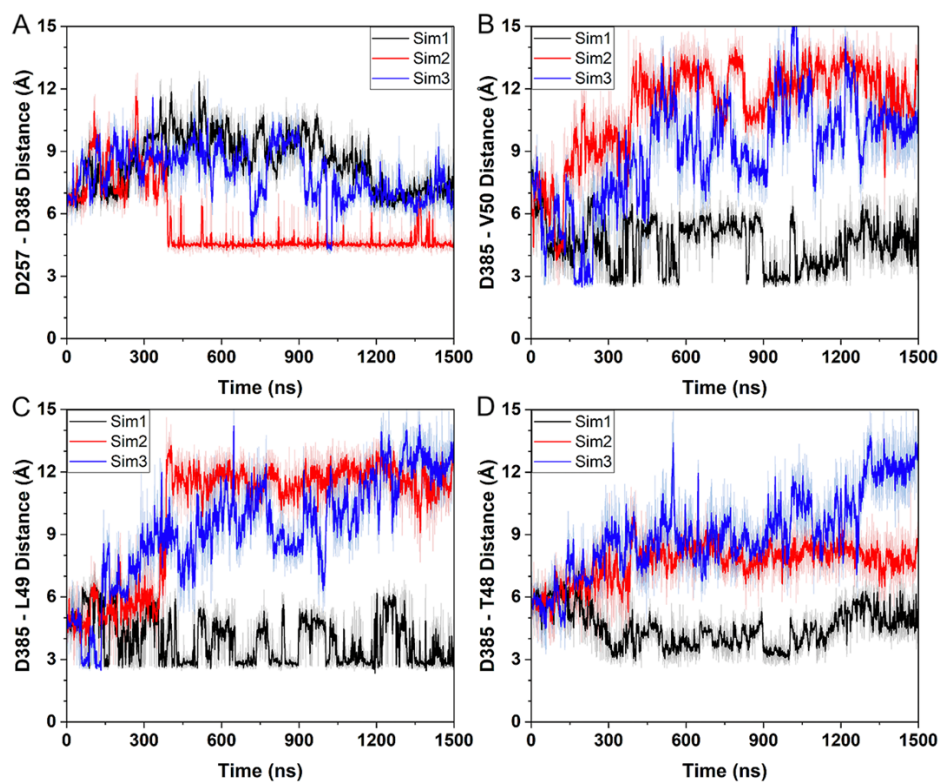 A
Sim1
Sim2
Sim3
D257 - D385 Distance (Å)
15
12
9
6
3
0
0 300 600 900 1200 1500
Time (ns)
B
Sim1
Sim2
Sim3
D385 - V50 Distance (Å)
15
12
9
6
3
0
0 300 600 900 1200 1500
Time (ns)
C
Sim1
Sim2
Sim3
D385 - L49 Distance (Å)
15
12
9
6
3
0
0 300 600 900 1200 1500
Time (ns)
D
Sim1
Sim2
Sim3
D385 - T48 Distance (Å)
15
12
9
6
3
0
0 300 600 900 1200 1500
Time (ns)